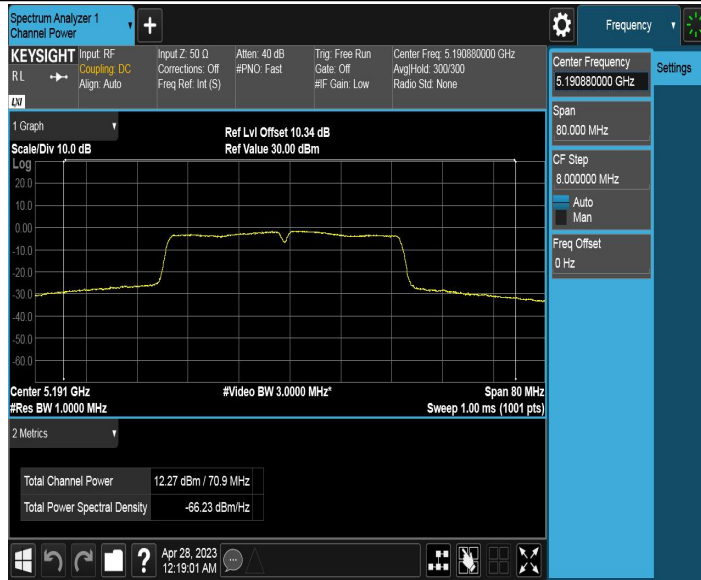 Spectrum Analyzer 1
Channel Power
+
Frequency
KEYSIGHT
RL
LXI
Input: RF
Coupling: DC
Align: Auto
Input Z: 50 Ω
Corrections: Off
Freq Ref: Int (S)
Atten: 40 dB
#PNO: Fast
Trig: Free Run
Gate: Off
#IF Gain: Low
Center Freq: 5.190880000 GHz
Avg|Hold: 300/300
Radio Std: None
Center Frequency
5.190880000 GHz
Settings
Span
80.000 MHz
CF Step
8.000000 MHz
Auto
Man
Freq Offset
0 Hz
1 Graph
Scale/Div 10.0 dB
Ref Lvl Offset 10.34 dB
Ref Value 30.00 dBm
Log
20.0
10.0
0.00
-10.0
-20.0
-30.0
-40.0
-50.0
-60.0
Center 5.191 GHz
#Res BW 1.0000 MHz
#Video BW 3.0000 MHz*
Span 80 MHz
Sweep 1.00 ms (1001 pts)
2 Metrics
Total Channel Power 12.27 dBm / 70.9 MHz
Total Power Spectral Density -66.23 dBm/Hz
?
Apr 28, 2023
12:19:01 AM